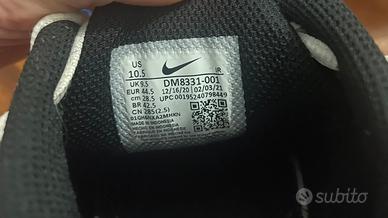 US
10.5
IR
UK 9.5
EUR 44.5
cm 28.5
BR 42.5
CN 285(2.5)
DM8331-001
12/16/20 02/03/21
UPC 00195240798449
MADE IN INDONESIA
subito